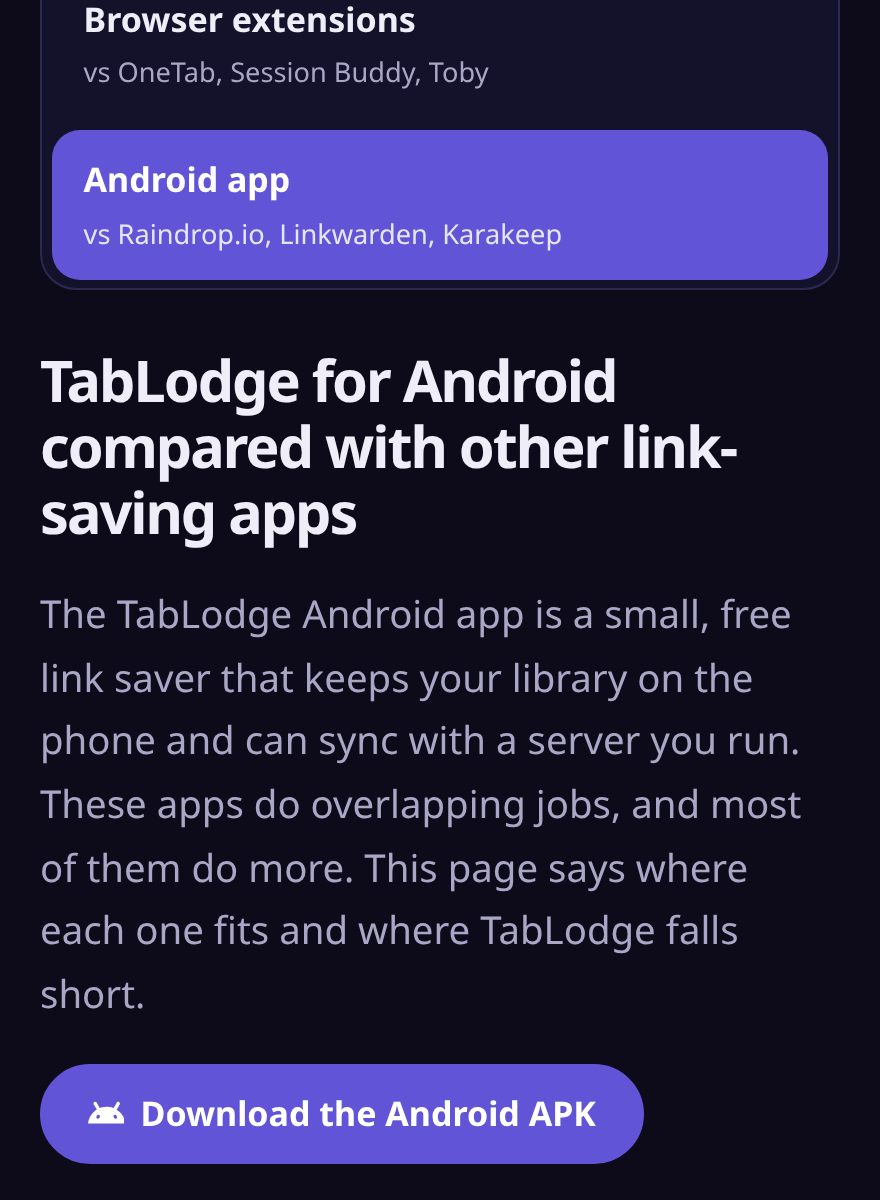 Browser extensions
vs OneTab, Session Buddy, Toby
Android app
vs Raindrop.io, Linkwarden, Karakeep
TabLodge for Android
compared with other link-
saving apps
The TabLodge Android app is a small, free
link saver that keeps your library on the
phone and can sync with a server you run.
These apps do overlapping jobs, and most
of them do more. This page says where
each one fits and where TabLodge falls
short.
Download the Android APK